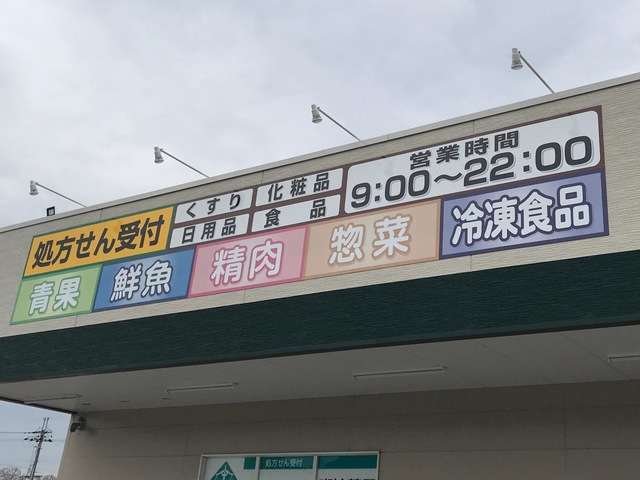 処方せん受付
くすり
化粧品
日用品
食品
営業時間
9:00〜22:00
青果
鮮魚
精肉
惣菜
冷凍食品
処方せん受付